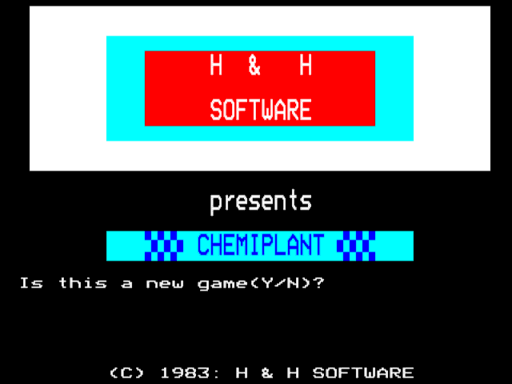 H & H
SOFTWARE
presents
CHEMIPLANT
Is this a new game(Y/N)?
(C) 1983: H & H SOFTWARE